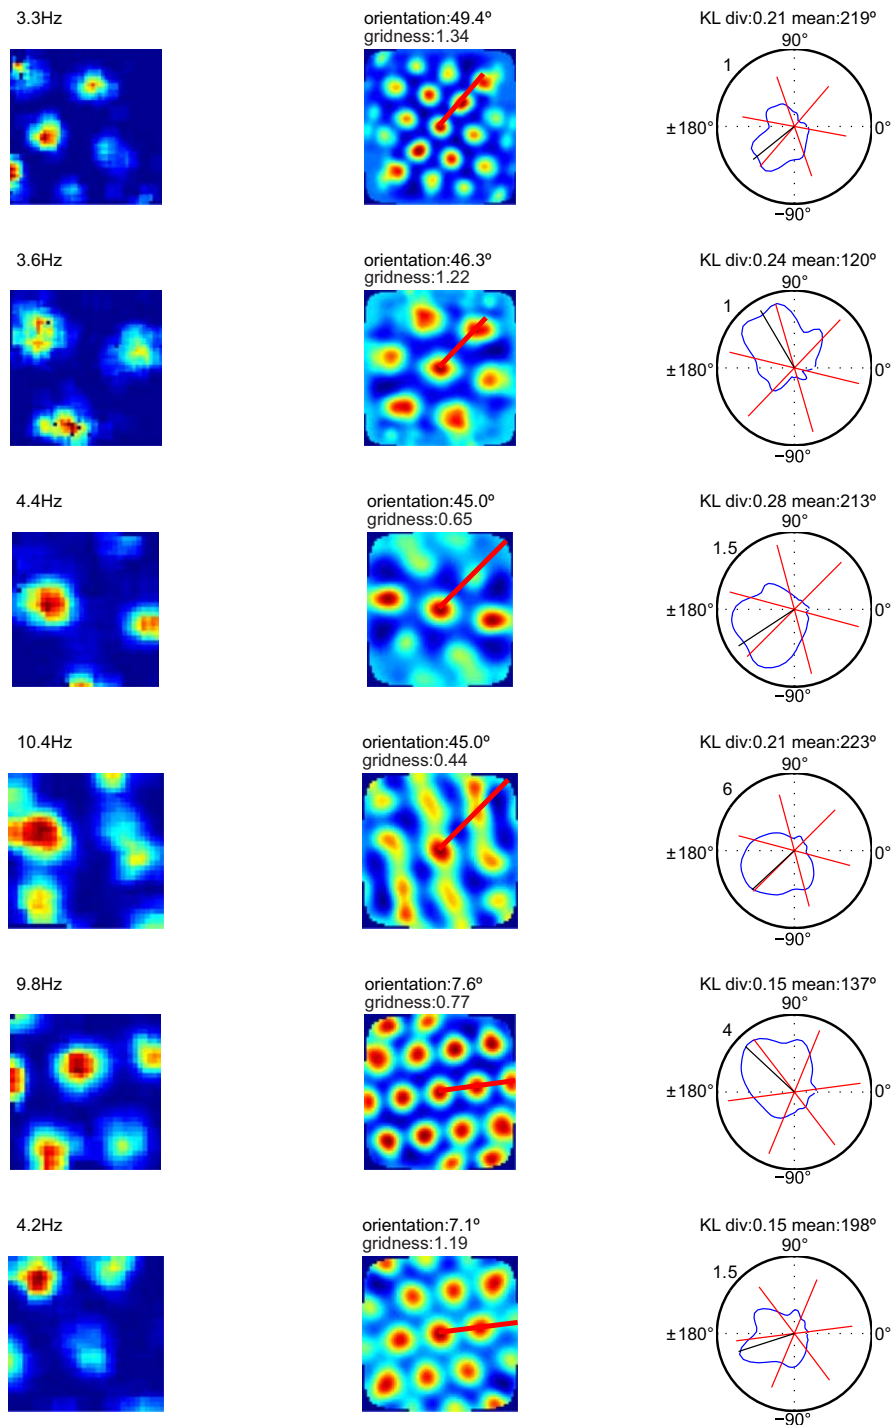 3.3Hz
orientation:49.4º
gridness:1.34
KL div:0.21 mean:219º
90°
1
±180°
0°
−90°
3.6Hz
orientation:46.3º
gridness:1.22
KL div:0.24 mean:120º
90°
1
±180°
0°
−90°
4.4Hz
orientation:45.0º
gridness:0.65
KL div:0.28 mean:213º
90°
1.5
±180°
0°
−90°
10.4Hz
orientation:45.0º
gridness:0.44
KL div:0.21 mean:223º
90°
6
±180°
0°
−90°
9.8Hz
orientation:7.6º
gridness:0.77
KL div:0.15 mean:137º
90°
4
±180°
0°
−90°
4.2Hz
orientation:7.1º
gridness:1.19
KL div:0.15 mean:198º
90°
1.5
±180°
0°
−90°